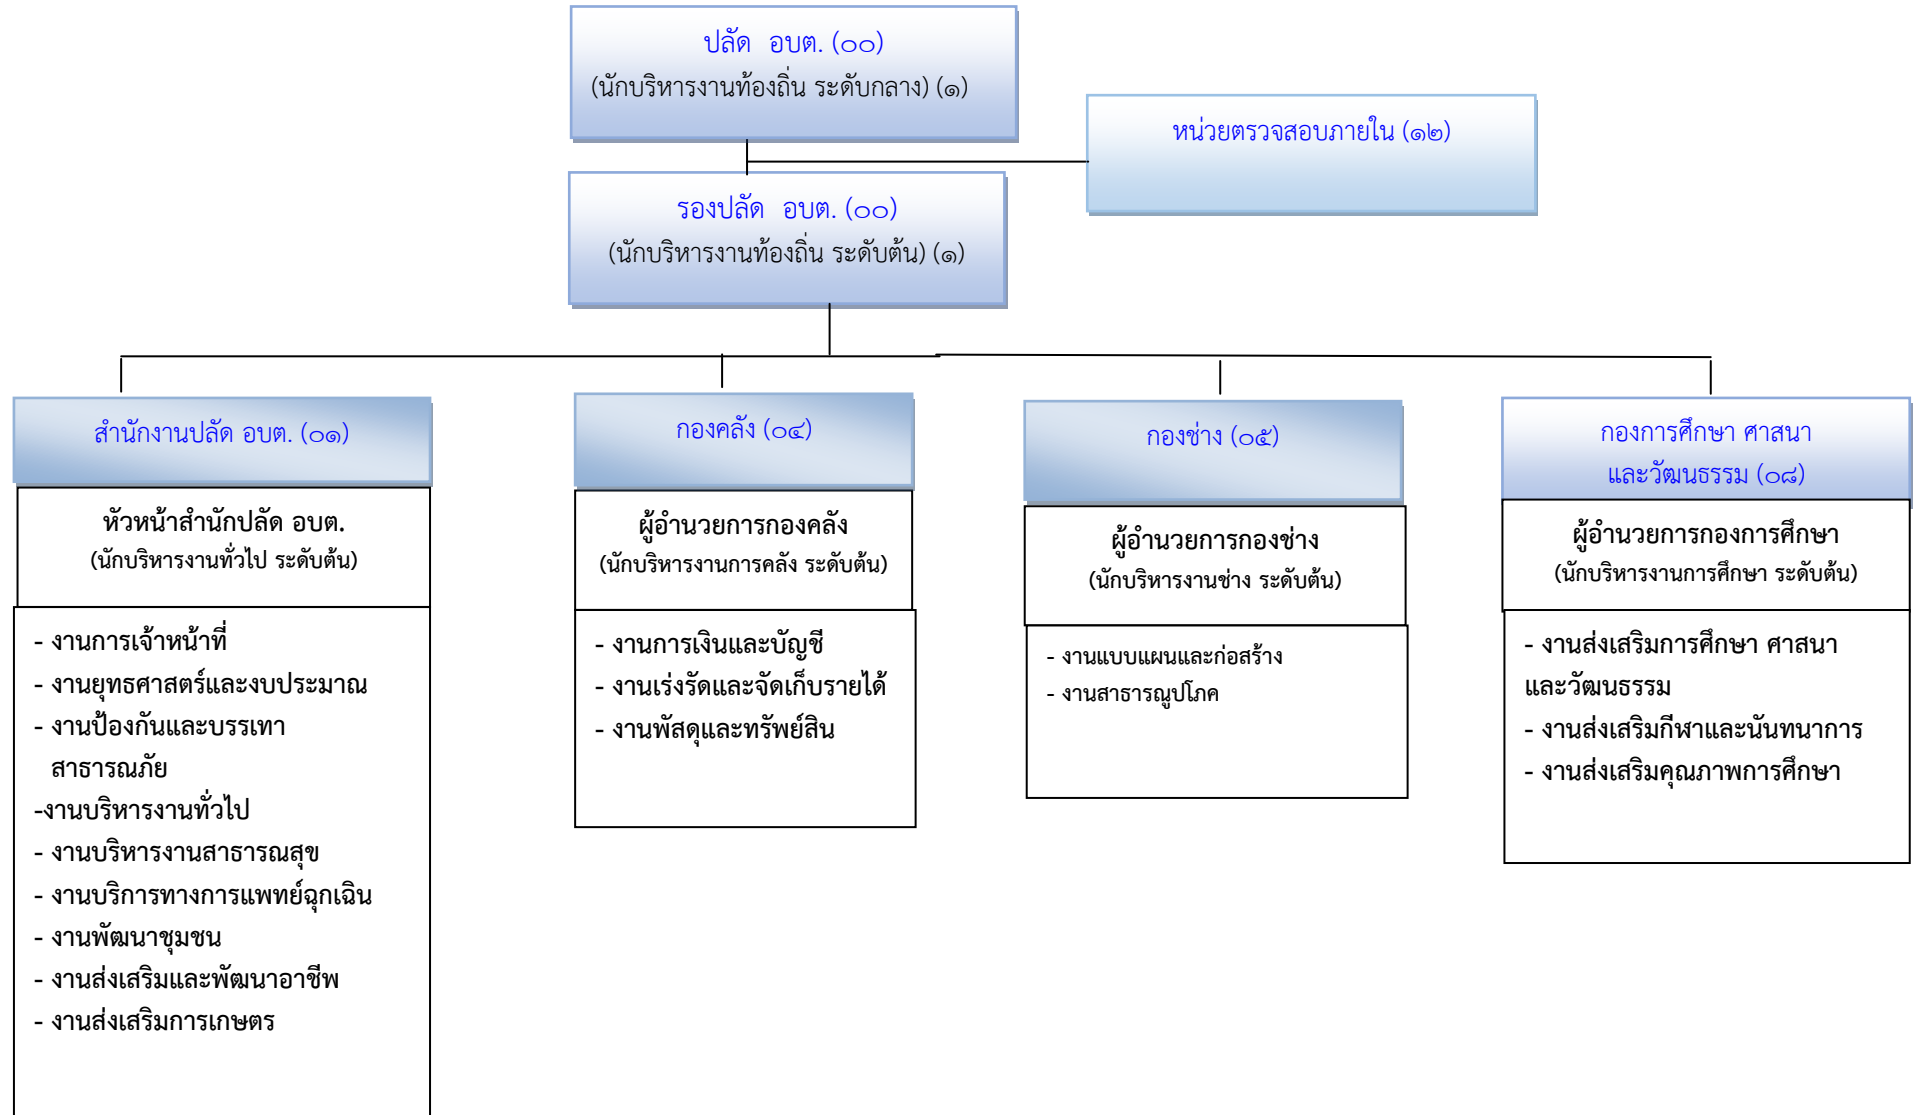 ปลัด อบต. (๐๐)
(นักบริหารงานท้องถิ่น ระดับกลาง) (๑)
หน่วยตรวจสอบภายใน (๑๒)
รองปลัด อบต. (๐๐)
(นักบริหารงานท้องถิ่น ระดับต้น) (๑)
สำนักงานปลัด อบต. (๐๑)
หัวหน้าสำนักปลัด อบต.
(นักบริหารงานทั่วไป ระดับต้น)
- งานการเจ้าหน้าที่
- งานยุทธศาสตร์และงบประมาณ
- งานป้องกันและบรรเทา
สาธารณภัย
-งานบริหารงานทั่วไป
- งานบริหารงานสาธารณสุข
- งานบริการทางการแพทย์ฉุกเฉิน
- งานพัฒนาชุมชน
- งานส่งเสริมและพัฒนาอาชีพ
- งานส่งเสริมการเกษตร
กองคลัง (๐๔)
ผู้อำนวยการกองคลัง
(นักบริหารงานการคลัง ระดับต้น)
- งานการเงินและบัญชี
- งานเร่งรัดและจัดเก็บรายได้
- งานพัสดุและทรัพย์สิน
กองช่าง (๐๕)
ผู้อำนวยการกองช่าง
(นักบริหารงานช่าง ระดับต้น)
- งานแบบแผนและก่อสร้าง
- งานสาธารณูปโภค
กองการศึกษา ศาสนา
และวัฒนธรรม (๐๘)
ผู้อำนวยการกองการศึกษา
(นักบริหารงานการศึกษา ระดับต้น)
- งานส่งเสริมการศึกษา ศาสนา
และวัฒนธรรม
- งานส่งเสริมกีฬาและนันทนาการ
- งานส่งเสริมคุณภาพการศึกษา